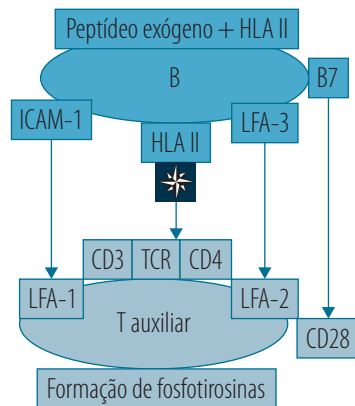 Peptídeo exógeno + HLA II
B
B7
ICAM-1
LFA-3
HLA II
CD3
TCR
CD4
LFA-1
LFA-2
T auxiliar
CD28
Formação de fosfotirosinas